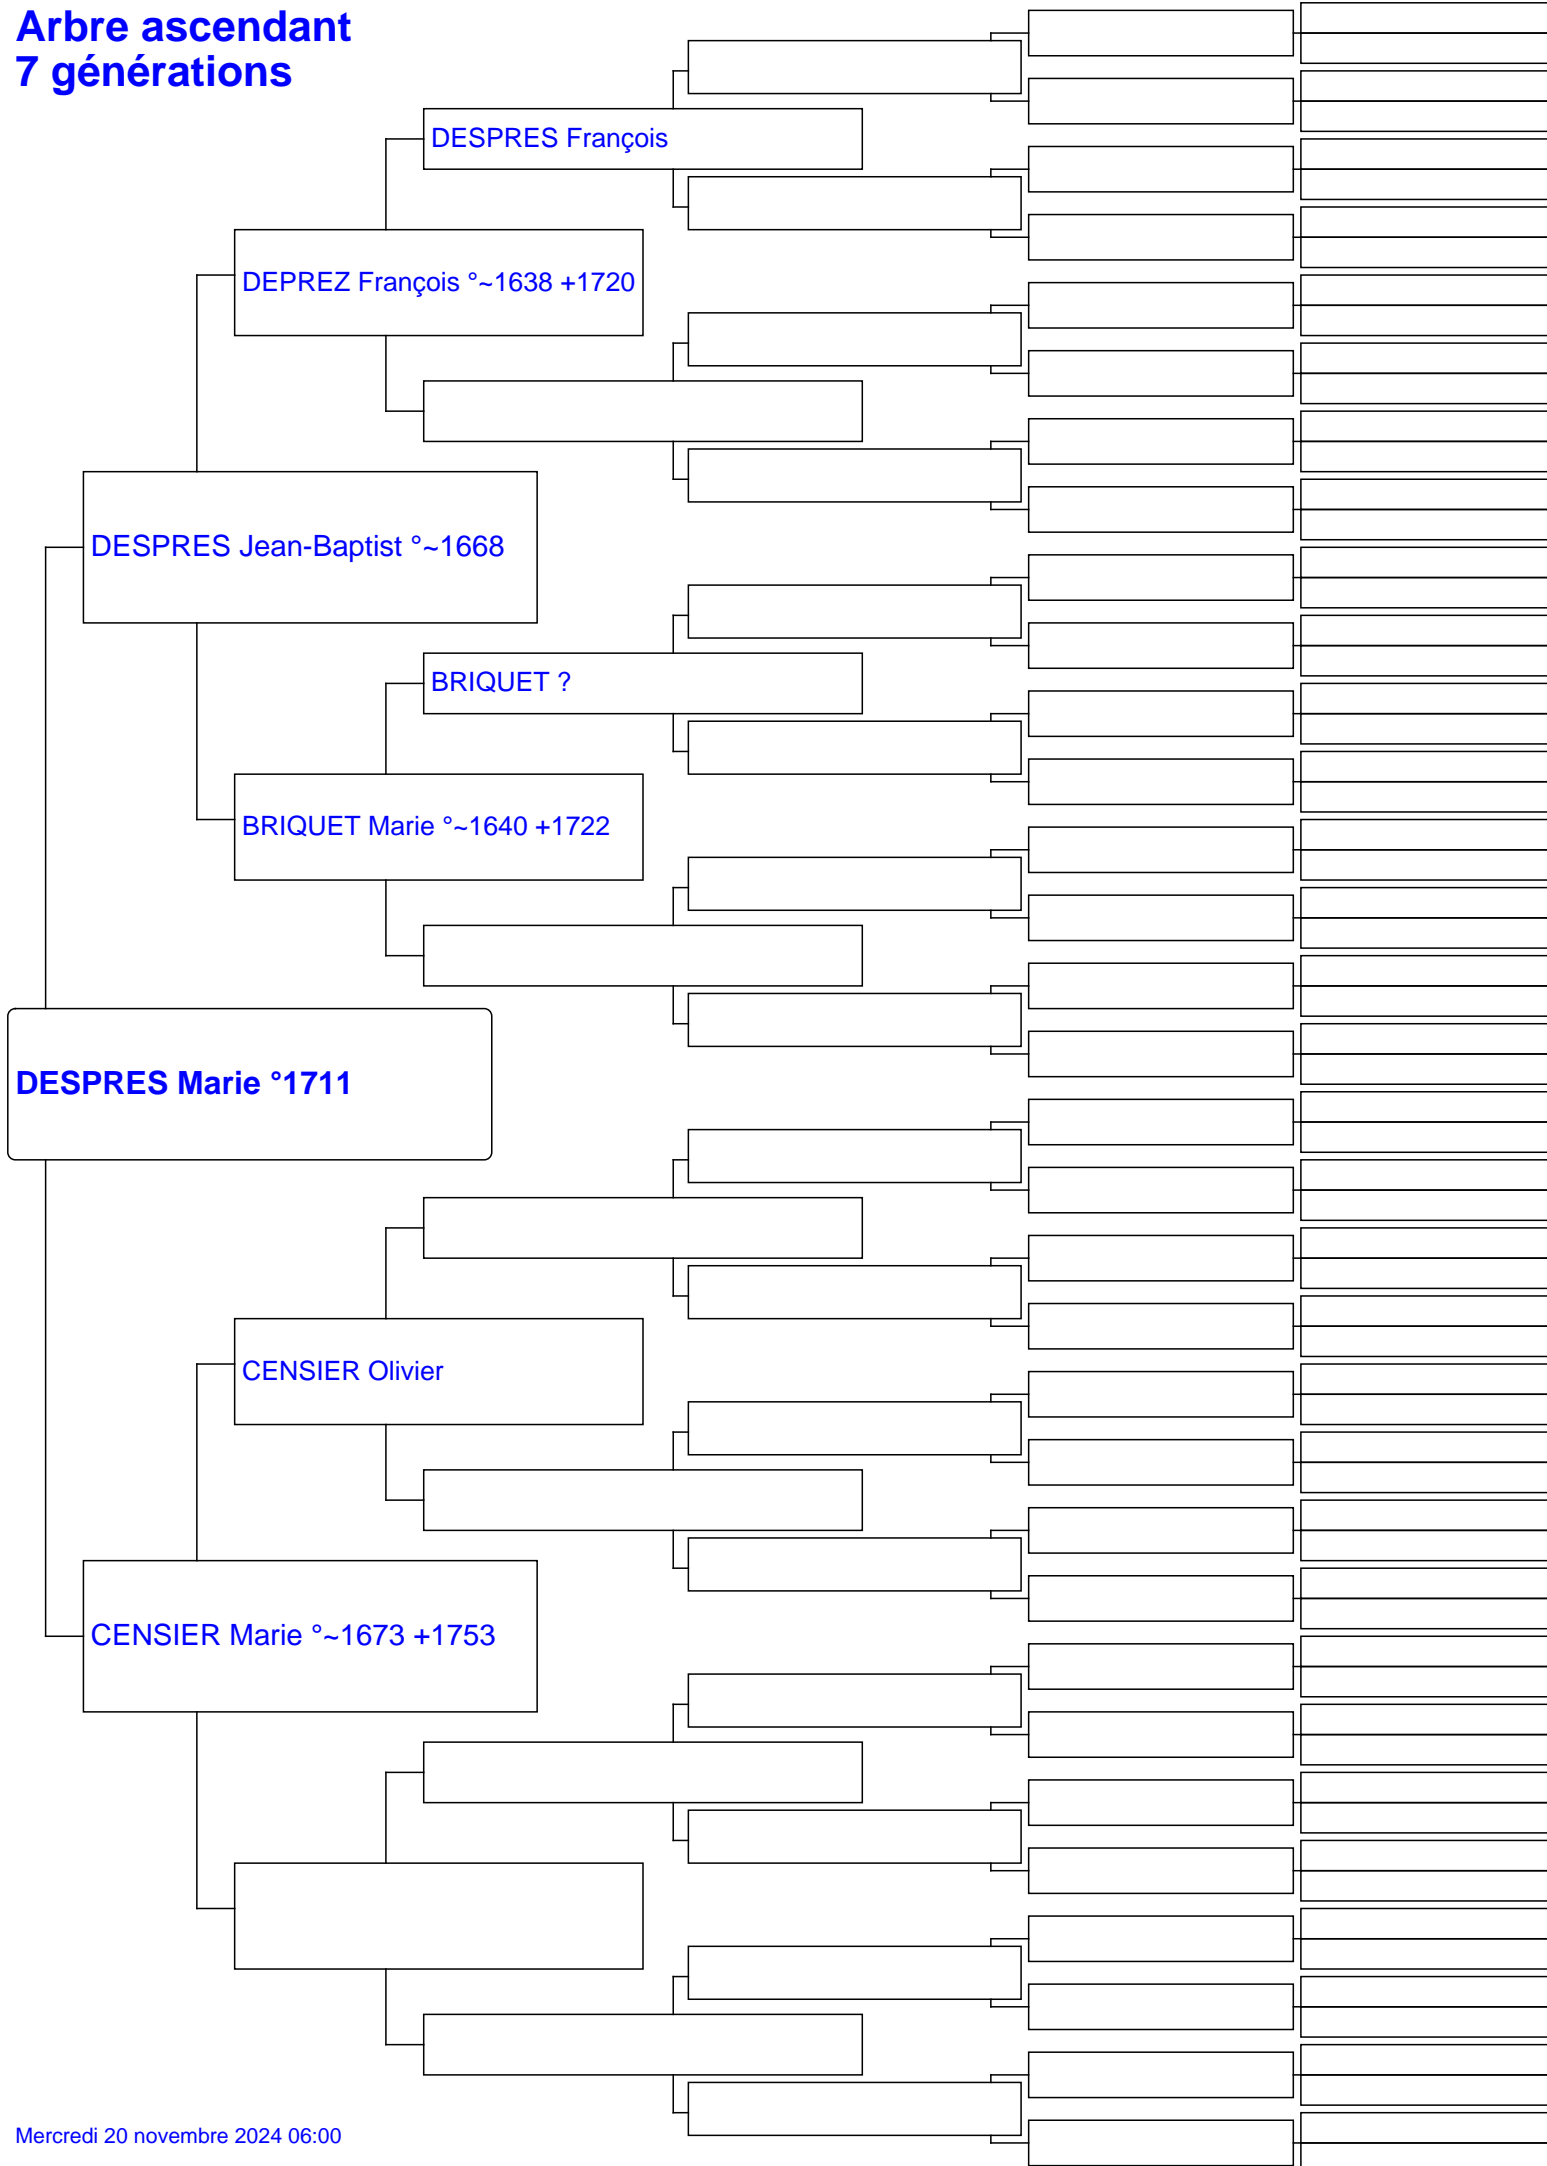 Arbre ascendant
7 générations
DESPRES François
DEPREZ François °~1638 +1720
DESPRES Jean-Baptist °~1668
BRIQUET ?
BRIQUET Marie °~1640 +1722
DESPRES Marie °1711
CENSIER Olivier
CENSIER Marie °~1673 +1753
Mercredi 20 novembre 2024 06:00